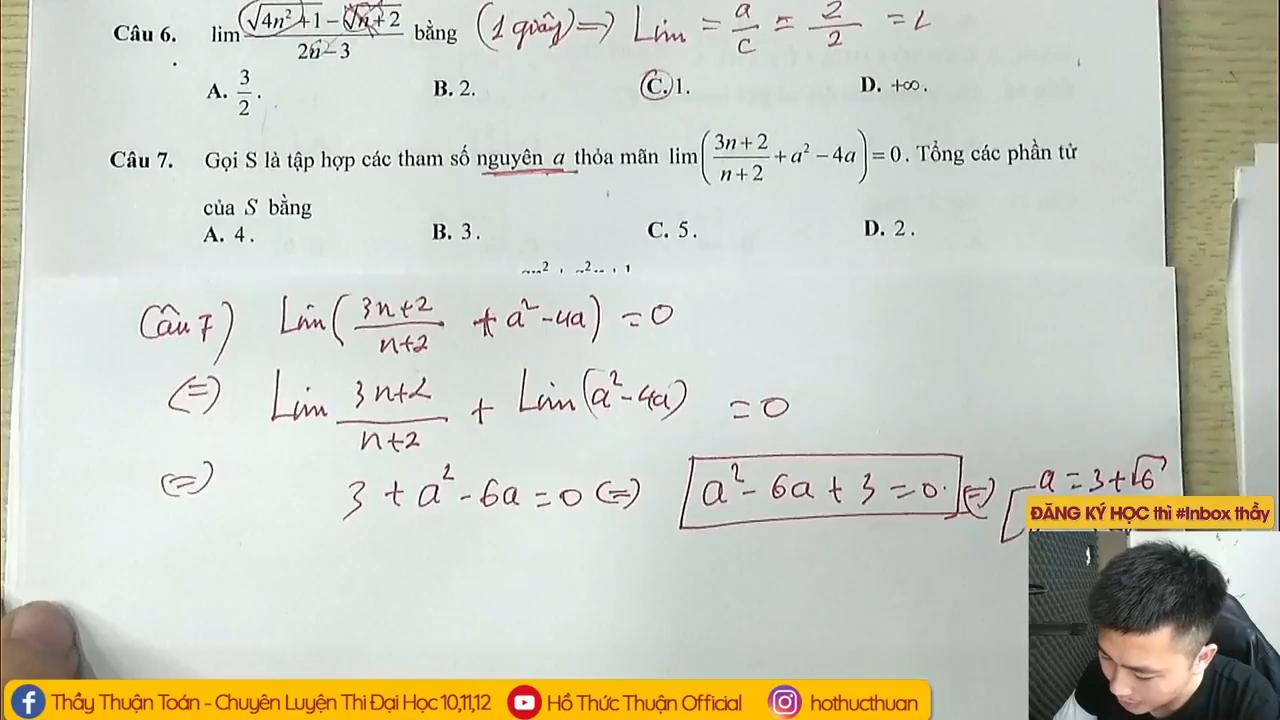 Câu 6. lim (√4n² + 1 − √n + 2)/(2n − 3) bằng (1 giây) => Lim = a/c = 2/2 = 1
A. 3/2. B. 2. C. 1. D. +∞.
Câu 7. Gọi S là tập hợp các tham số nguyên a thỏa mãn lim((3n + 2)/(n + 2) + a² − 4a) = 0. Tổng các phần tử
của S bằng
A. 4. B. 3. C. 5. D. 2.
Câu 7) Lim((3n+2)/(n+2) + a² − 4a) = 0
(=) Lim (3n+2)/(n+2) + Lim(a² − 4a) = 0
(=) 3 + a² − 6a = 0 (=) a² − 6a + 3 = 0. (=) [ a = 3 + √6
ĐĂNG KÝ HỌC thì #Inbox thầy
Thầy Thuận Toán - Chuyên Luyện Thi Đại Học 10,11,12 Hồ Thức Thuận Official hothucthuan